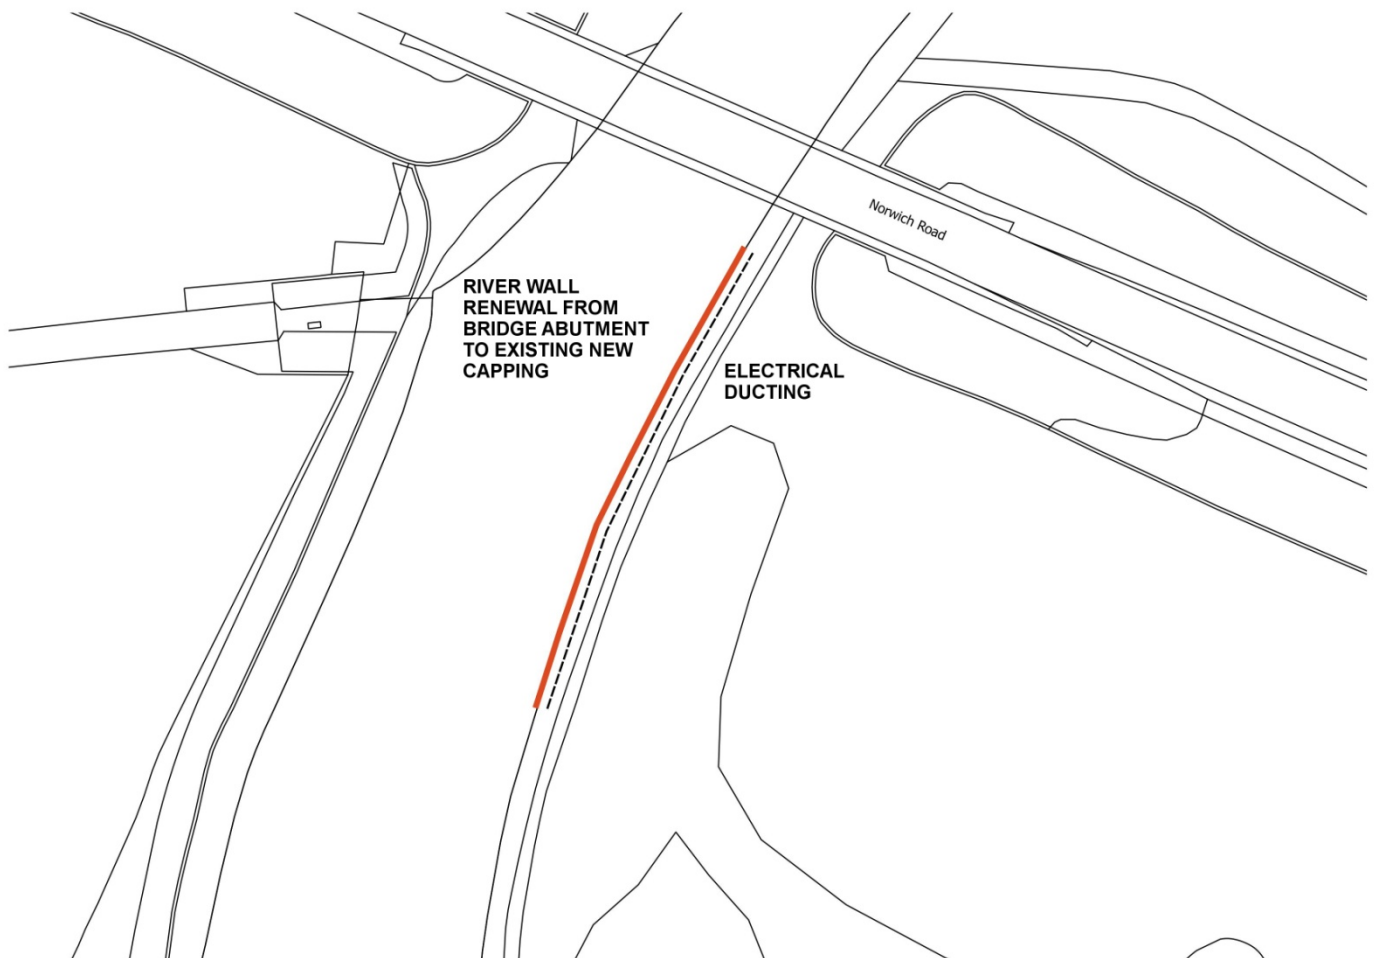 Norwich Road
RIVER WALL
RENEWAL FROM
BRIDGE ABUTMENT
TO EXISTING NEW
CAPPING
ELECTRICAL
DUCTING